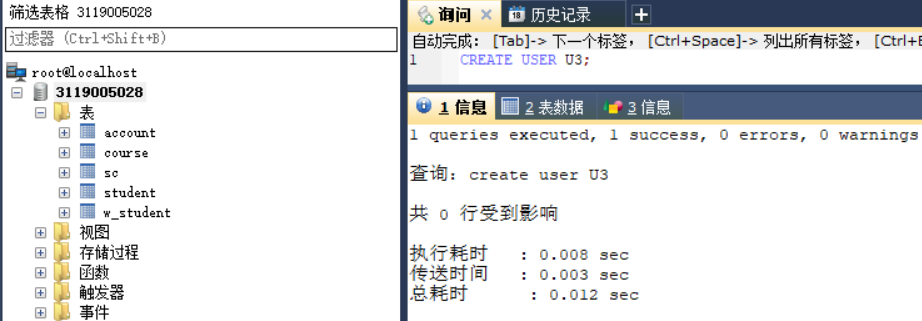 筛选表格 3119005028
过滤器 (Ctrl+Shift+B)
root@localhost
3119005028
表
account
course
sc
student
w_student
视图
存储过程
函数
触发器
事件
询问
历史记录
自动完成: [Tab]-> 下一个标签, [Ctrl+Space]-> 列出所有标签, [Ctrl+E
1 CREATE USER U3;
1 信息 2 表数据 3 信息
1 queries executed, 1 success, 0 errors, 0 warnings
查询: create user U3
共 0 行受到影响
执行耗时 : 0.008 sec
传送时间 : 0.003 sec
总耗时 : 0.012 sec